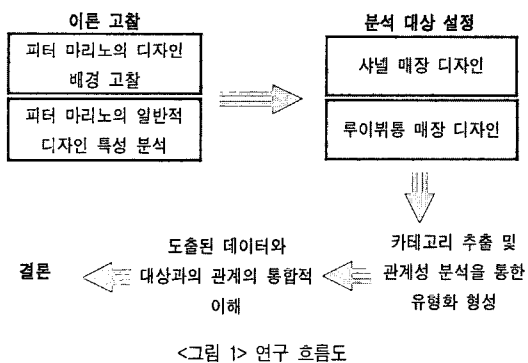 이론 고찰
피터 마리노의 디자인
배경 고찰
피터 마리노의 일반적
디자인 특성 분석
분석 대상 설정
샤넬 매장 디자인
루이뷔통 매장 디자인
카테고리 추출 및
관계성 분석을 통한
유형화 형성
도출된 데이터와
대상과의 관계의 통합적
이해
결론
<그림 1> 연구 흐름도